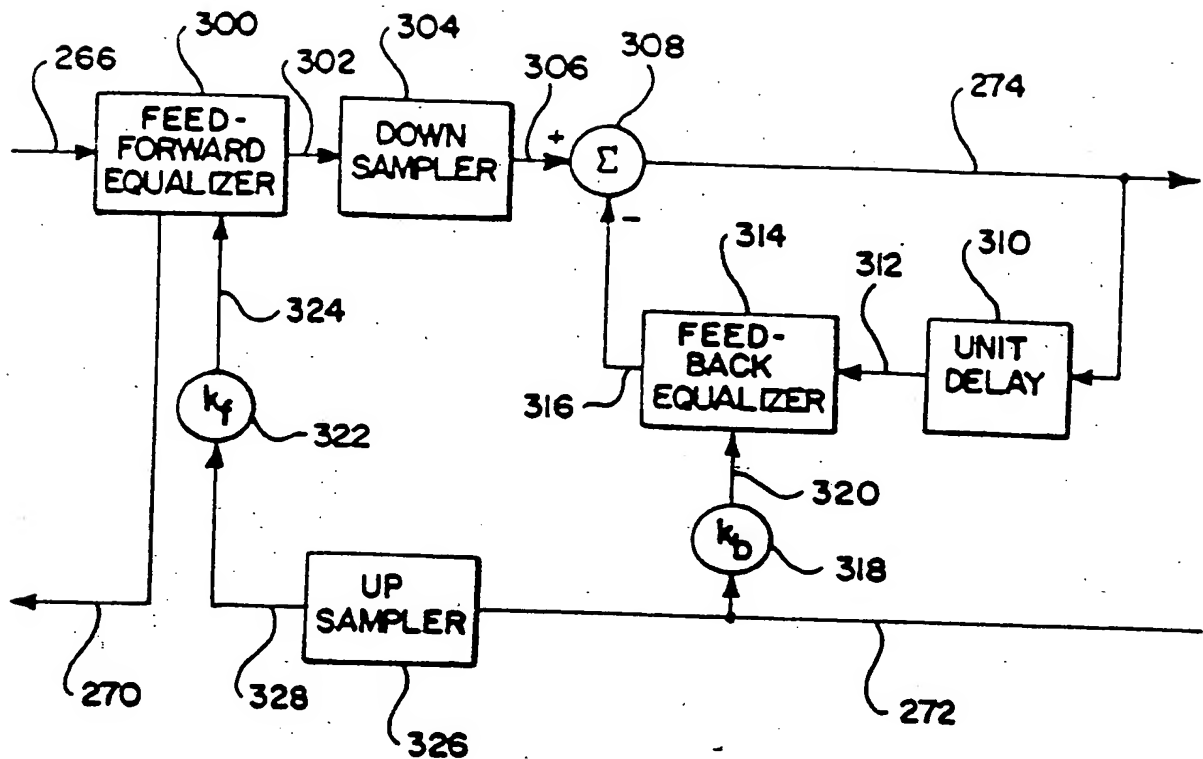 300
304
308
266
302
306
274
FEED-
FORWARD
EQUALIZER
DOWN
SAMPLER
+
Σ
-
314
310
312
324
FEED-
BACK
EQUALIZER
UNIT
DELAY
316
kf
322
320
kb
318
UP
SAMPLER
270
328
272
326